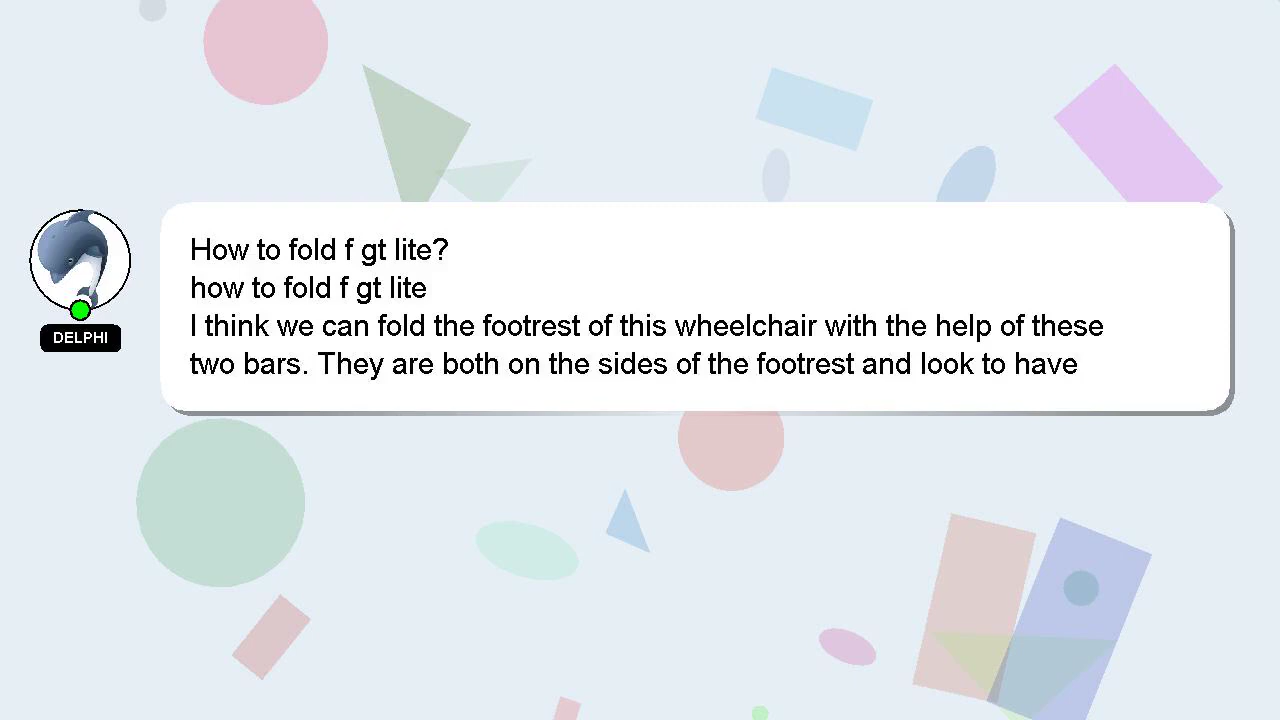 How to fold f gt lite?
how to fold f gt lite
I think we can fold the footrest of this wheelchair with the help of these
two bars. They are both on the sides of the footrest and look to have
DELPHI